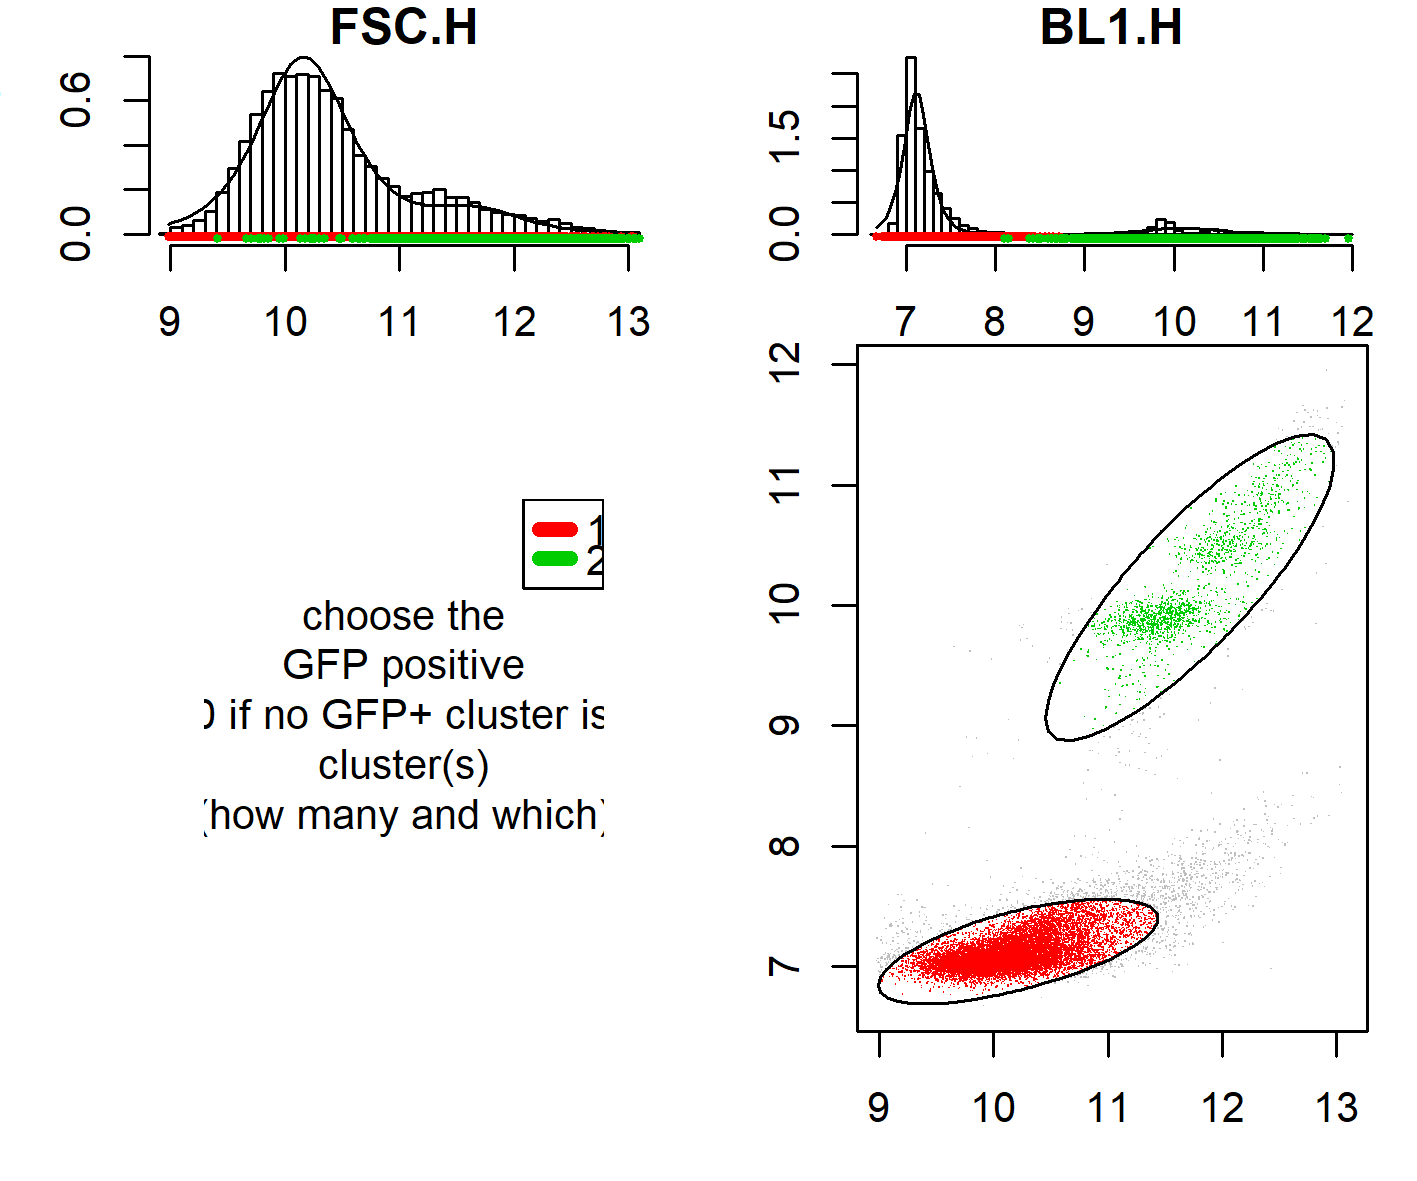 FSC.H
BL1.H
0.0 0.6
0.0 1.5
9 10 11 12 13
7 8 9 10 11 12
1
2
choose the
GFP positive
0 if no GFP+ cluster is
cluster(s)
(how many and which)
12
11
10
9
8
7
9 10 11 12 13